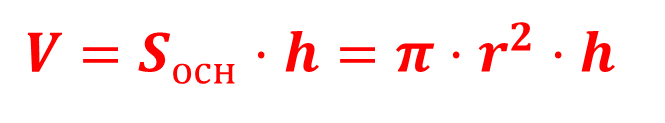 V = S_осн · h = π · r² · h